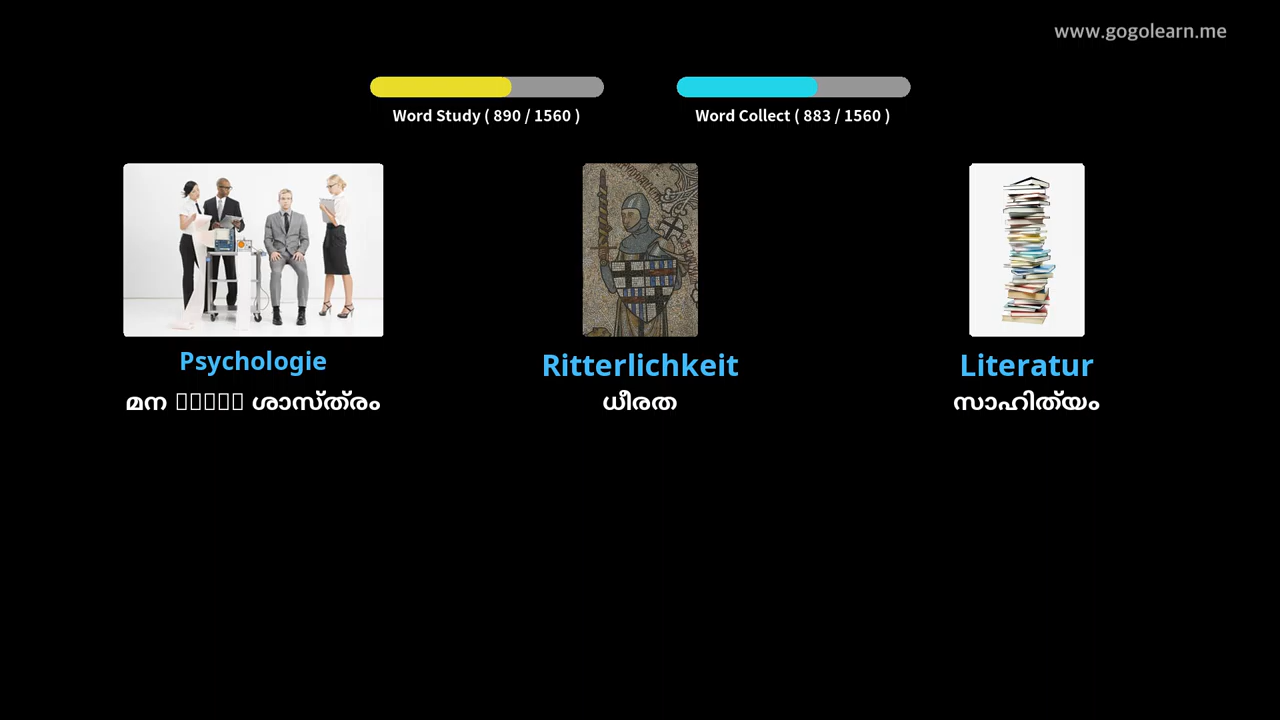 www.gogolearn.me
Word Study ( 890 / 1560 )
Word Collect ( 883 / 1560 )
Psychologie
Ritterlichkeit
Literatur
മന ശാസ്ത്രം
ധീരത
സാഹിത്യം